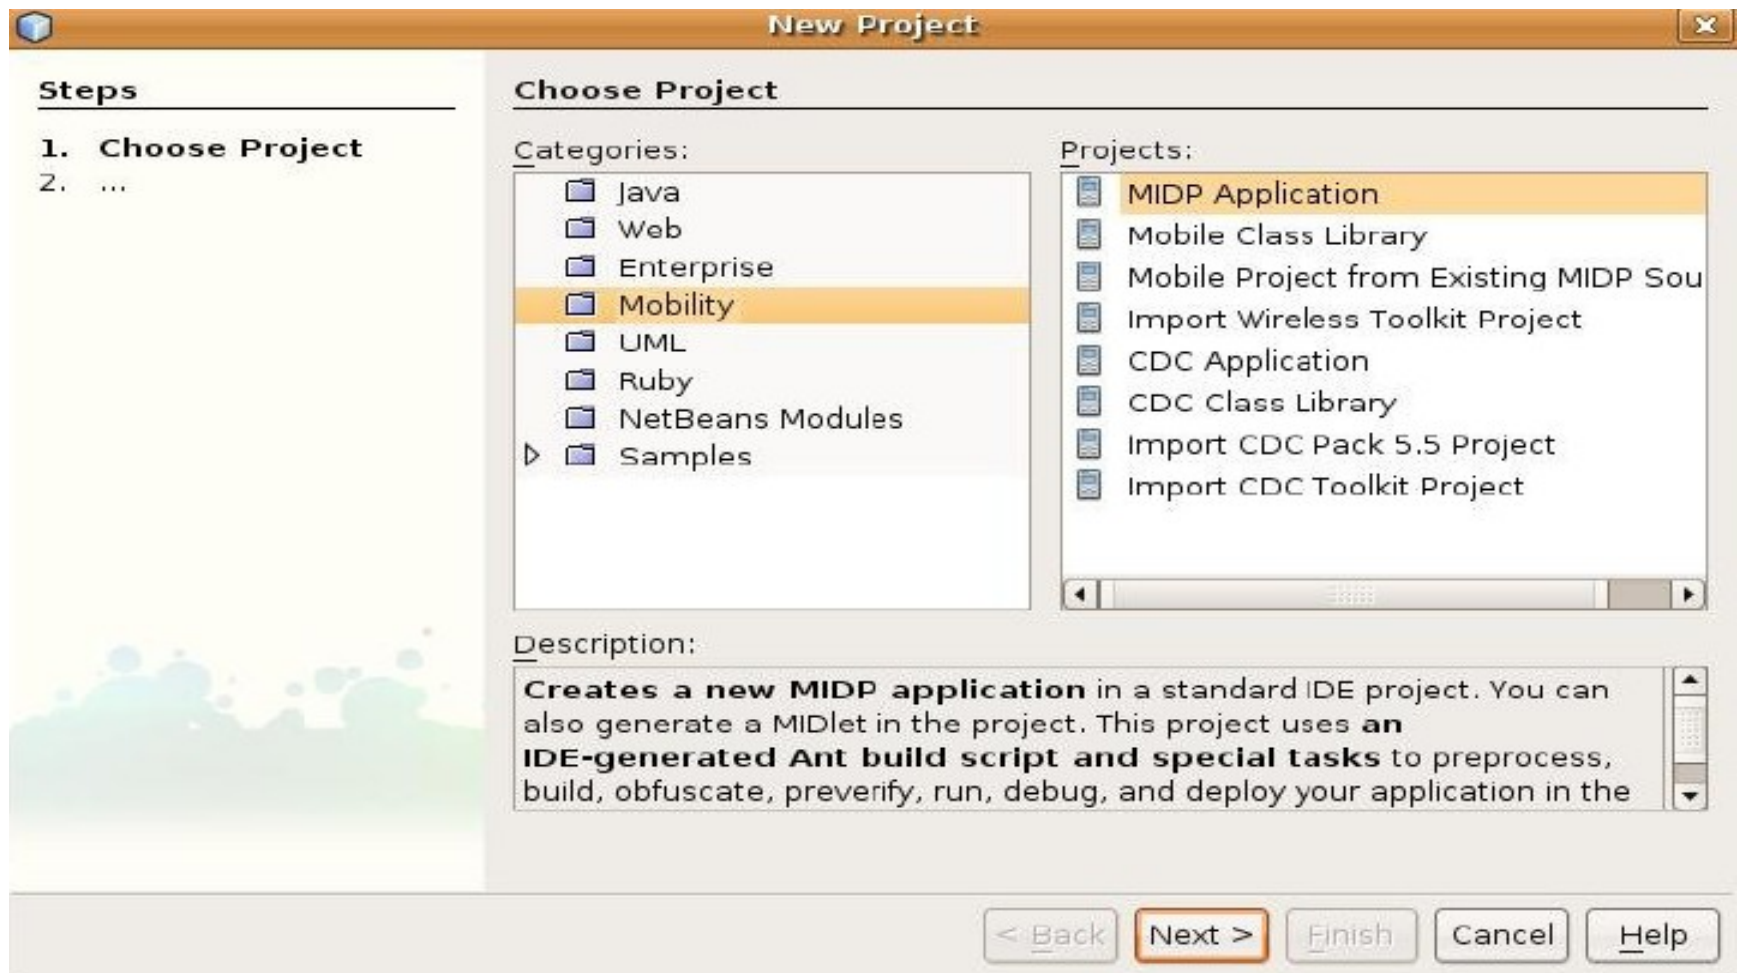 New Project
Steps
1. Choose Project
2. ...
Choose Project
Categories:
Java
Web
Enterprise
Mobility
UML
Ruby
NetBeans Modules
Samples
Projects:
MIDP Application
Mobile Class Library
Mobile Project from Existing MIDP Sou
Import Wireless Toolkit Project
CDC Application
CDC Class Library
Import CDC Pack 5.5 Project
Import CDC Toolkit Project
Description:
Creates a new MIDP application in a standard IDE project. You can
also generate a MIDlet in the project. This project uses an
IDE-generated Ant build script and special tasks to preprocess,
build, obfuscate, preverify, run, debug, and deploy your application in the
< Back Next > Finish Cancel Help